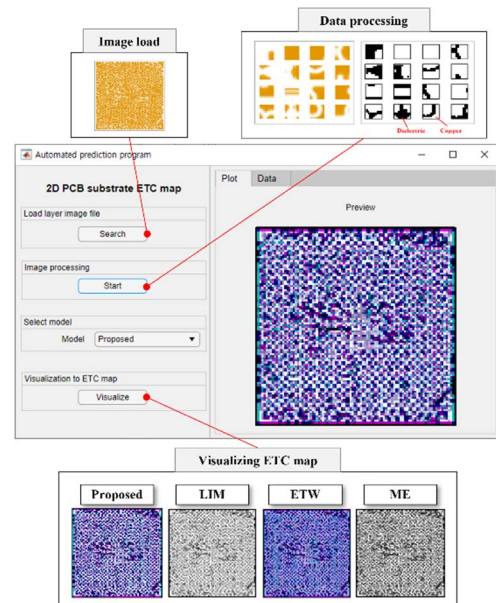 Image load
Data processing
Dielectric
Copper
Automated prediction program
2D PCB substrate ETC map
Load layer image file
Search
Image processing
Start
Select model
Model
Proposed
Visualization to ETC map
Visualize
Plot
Data
Preview
Visualizing ETC map
Proposed
LIM
ETW
ME